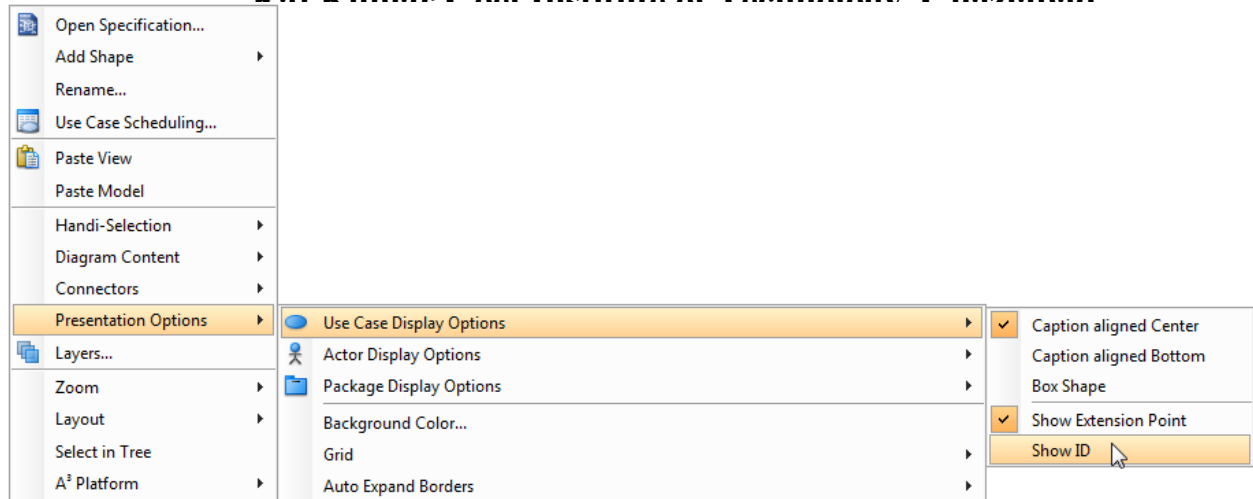 Open Specification...
Add Shape
Rename...
Use Case Scheduling...
Paste View
Paste Model
Handi-Selection
Diagram Content
Connectors
Presentation Options
Layers...
Zoom
Layout
Select in Tree
A³ Platform
Use Case Display Options
Actor Display Options
Package Display Options
Background Color...
Grid
Auto Expand Borders
Caption aligned Center
Caption aligned Bottom
Box Shape
Show Extension Point
Show ID